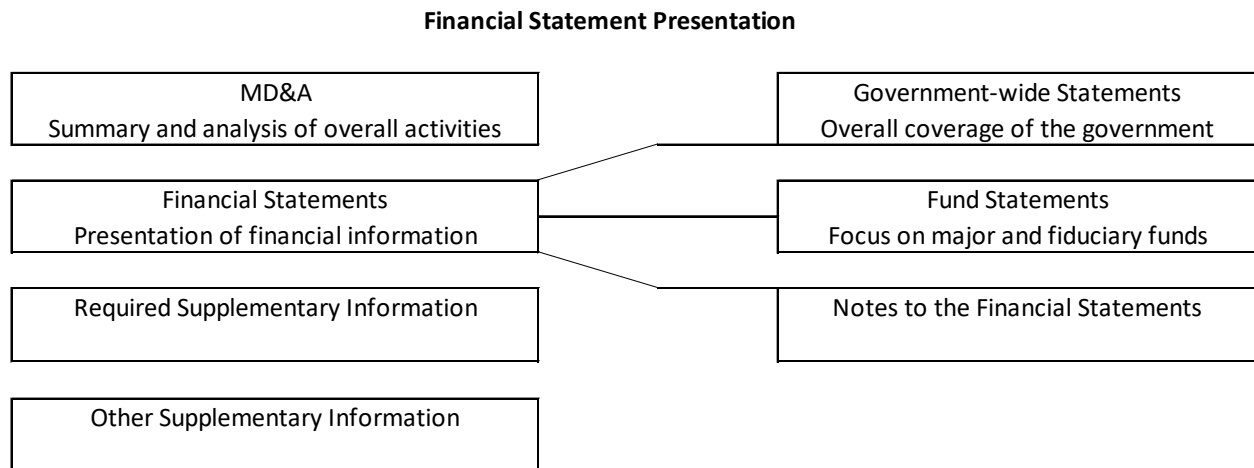 Financial Statement Presentation
MD&A
Summary and analysis of overall activities
Government-wide Statements
Overall coverage of the government
Financial Statements
Presentation of financial information
Fund Statements
Focus on major and fiduciary funds
Required Supplementary Information
Notes to the Financial Statements
Other Supplementary Information